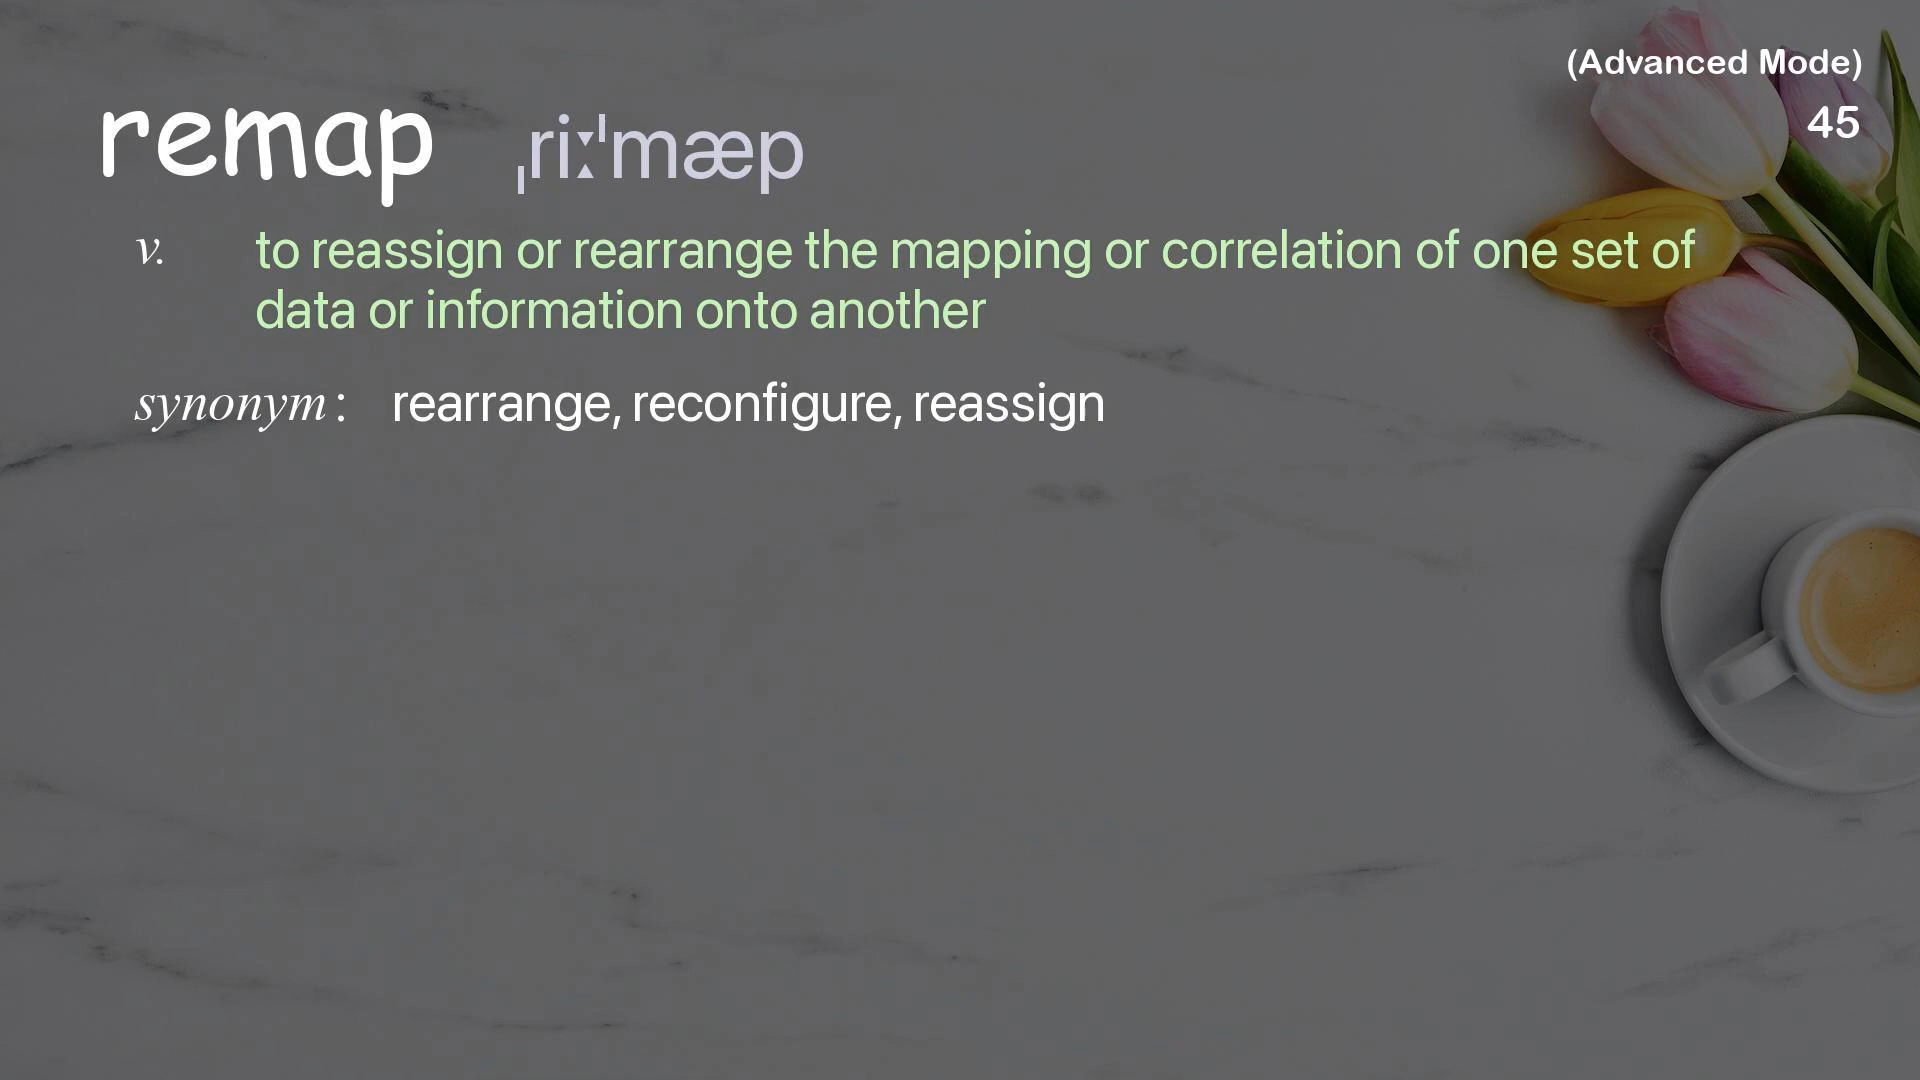 (Advanced Mode)
45
remap ˌriːˈmæp
v. to reassign or rearrange the mapping or correlation of one set of
data or information onto another
synonym: rearrange, reconfigure, reassign